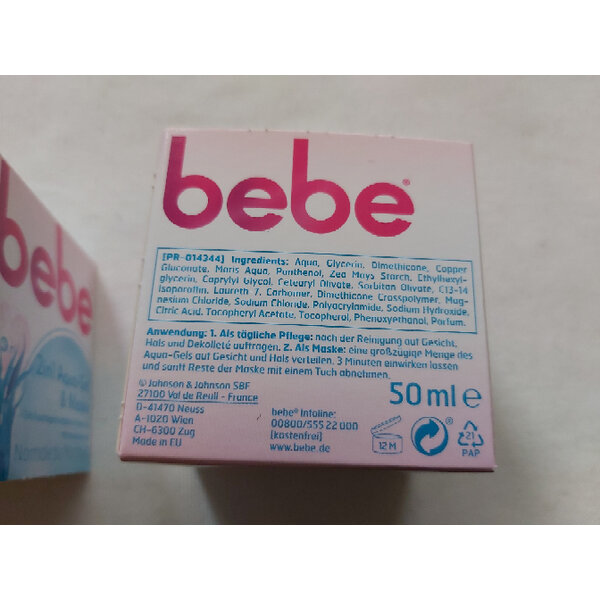 bebe®
[PR-014344] Ingredients: Aqua, Glycerin, Dimethicone, Copper
Gluconate, Maris Aqua, Panthenol, Zea Mays Starch, Ethylhexyl-
glycerin, Caprylyl Glycol, Cetearyl Olivate, Sorbitan Olivate, C13-14
Isoparaffin, Laureth 7, Carbomer, Dimethicone Crosspolymer, Mag-
nesium Chloride, Sodium Chloride, Polyacrylamide, Sodium Hydroxide,
Citric Acid, Tocopheryl Acetate, Tocopherol, Phenoxyethanol, Parfum.
Anwendung: 1. Als tägliche Pflege: nach der Reinigung auf Gesicht,
Hals und Dekolleté auftragen. 2. Als Maske: eine großzügige Menge des
Aqua-Gels auf Gesicht und Hals verteilen. 3 Minuten einwirken lassen
und sanft Reste der Maske mit einem Tuch abnehmen.
© Johnson & Johnson SBF
27100 Val de Reuil - France
D-41470 Neuss
A-1020 Wien
CH-6300 Zug
Made in EU
bebe® Infoline:
00800/555 22 000
[kostenfrei]
www.bebe.de
50 ml e
12 M
21
PAP
bebe
2in1